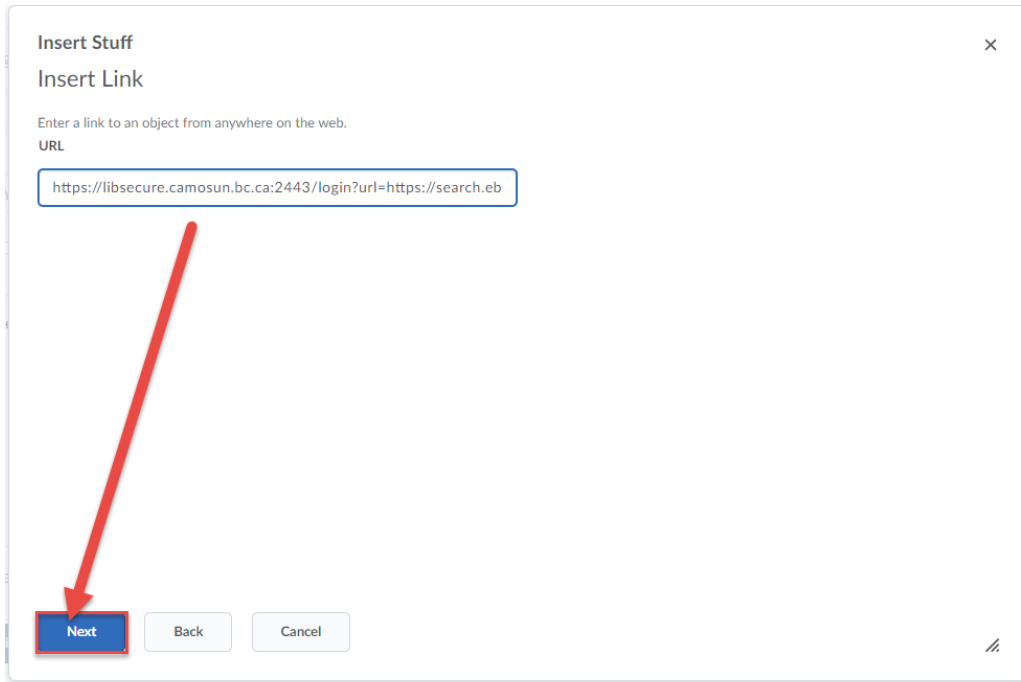 Insert Stuff
Insert Link
Enter a link to an object from anywhere on the web.
URL
https://libsecure.camosun.bc.ca:2443/login?url=https://search.eb
Next
Back
Cancel